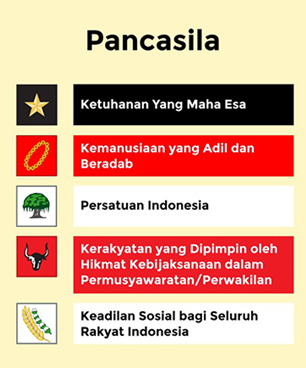 Pancasila
Ketuhanan Yang Maha Esa
Kemanusiaan yang Adil dan
Beradab
Persatuan Indonesia
Kerakyatan yang Dipimpin oleh
Hikmat Kebijaksanaan dalam
Permusyawaratan/Perwakilan
Keadilan Sosial bagi Seluruh
Rakyat Indonesia